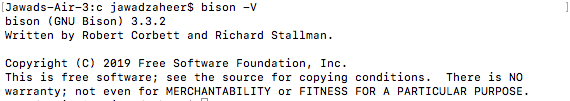 [Jawads-Air-3:c jawadzaheer$ bison -V ]
bison (GNU Bison) 3.3.2
Written by Robert Corbett and Richard Stallman.

Copyright (C) 2019 Free Software Foundation, Inc.
This is free software; see the source for copying conditions.  There is NO
warranty; not even for MERCHANTABILITY or FITNESS FOR A PARTICULAR PURPOSE.